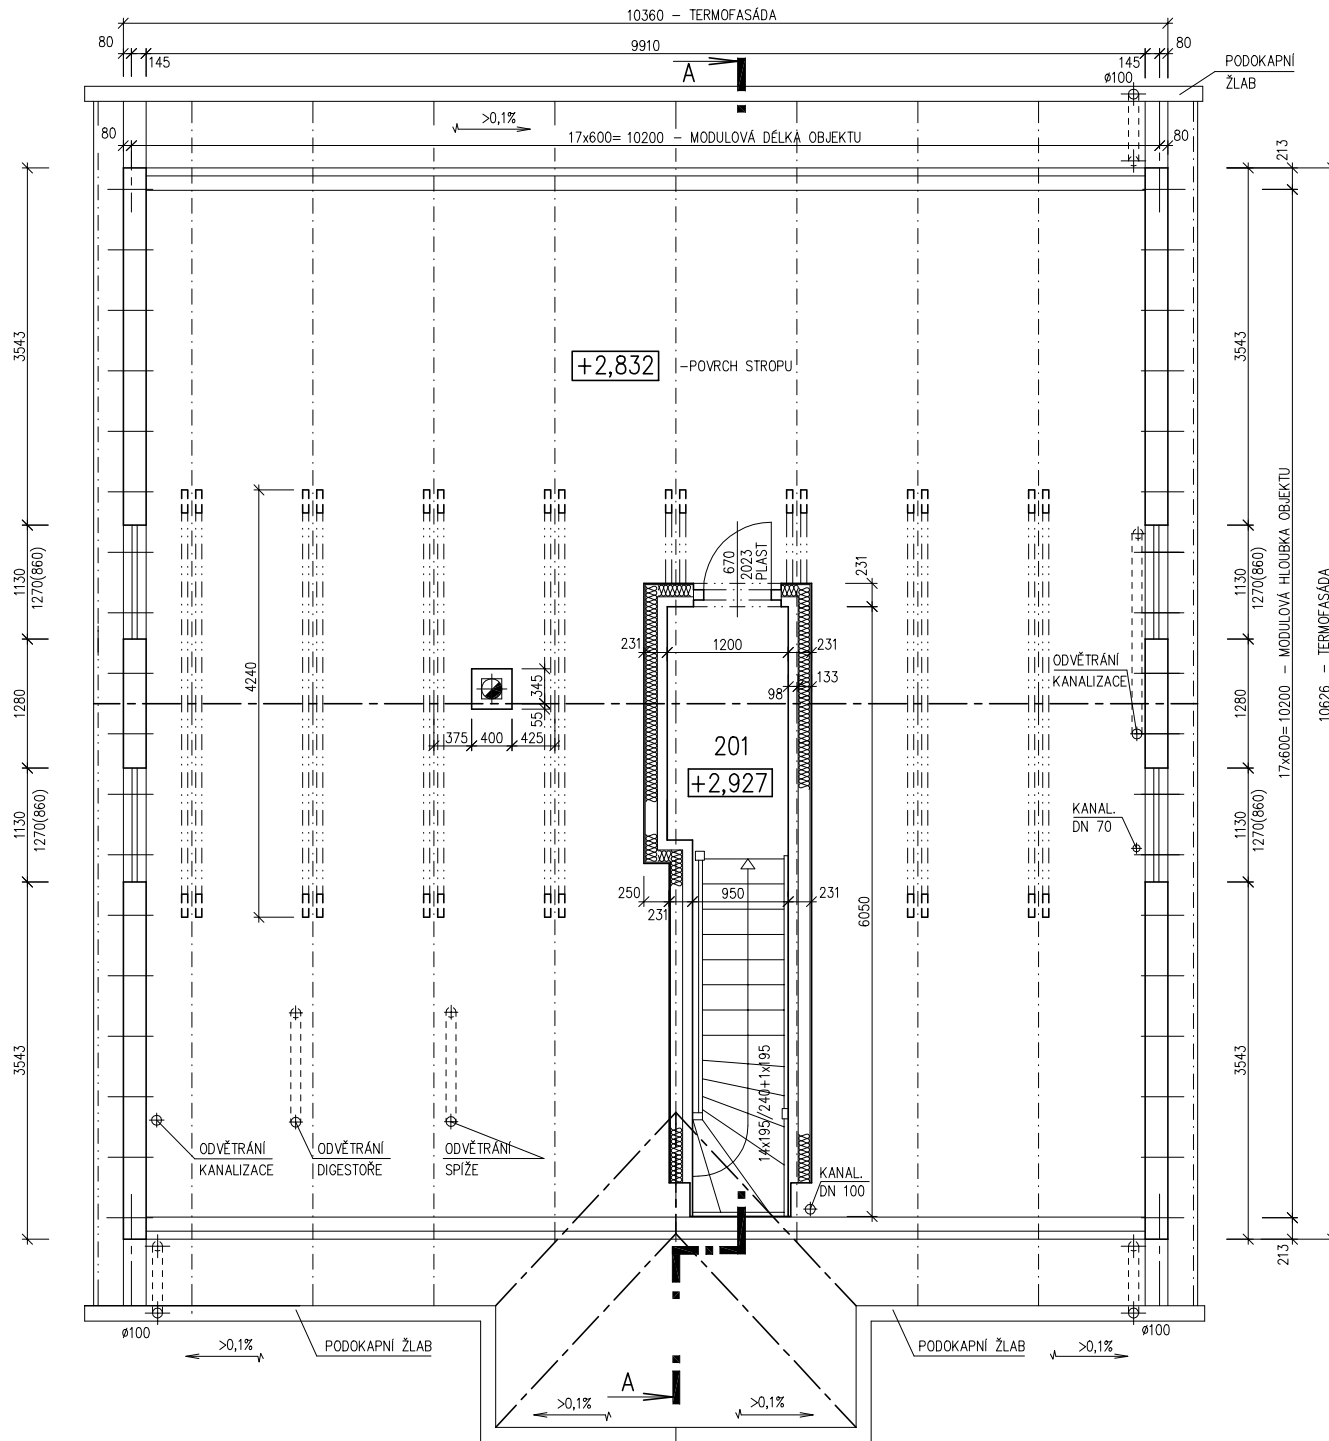 10360 – TERMOFASÁDA
80
9910
80
145
145
A
ø100
PODOKAPNÍ
ŽLAB
>0,1%
80
17x600= 10200 – MODULOVÁ DÉLKA OBJEKTU
80
213
3543
3543
+2,832
–POVRCH STROPU
17x600= 10200 – MODULOVÁ HLOUBKA OBJEKTU
10626 – TERMOFASÁDA
1130
1270(860)
670
2023
PLAST
231
1130
1270(860)
4240
231
1200
231
ODVĚTRÁNÍ
KANALIZACE
133
98
345
55
1280
1280
375
400
425
201
+2,927
1130
1270(860)
KANAL.
DN 70
1130
1270(860)
250
231
950
231
6050
3543
3543
14x195/240+1x195
ODVĚTRÁNÍ
KANALIZACE
ODVĚTRÁNÍ
DIGESTOŘE
ODVĚTRÁNÍ
SPÍŽE
KANAL.
DN 100
213
ø100
>0,1%
PODOKAPNÍ ŽLAB
PODOKAPNÍ ŽLAB
>0,1%
ø100
A
>0,1%
>0,1%